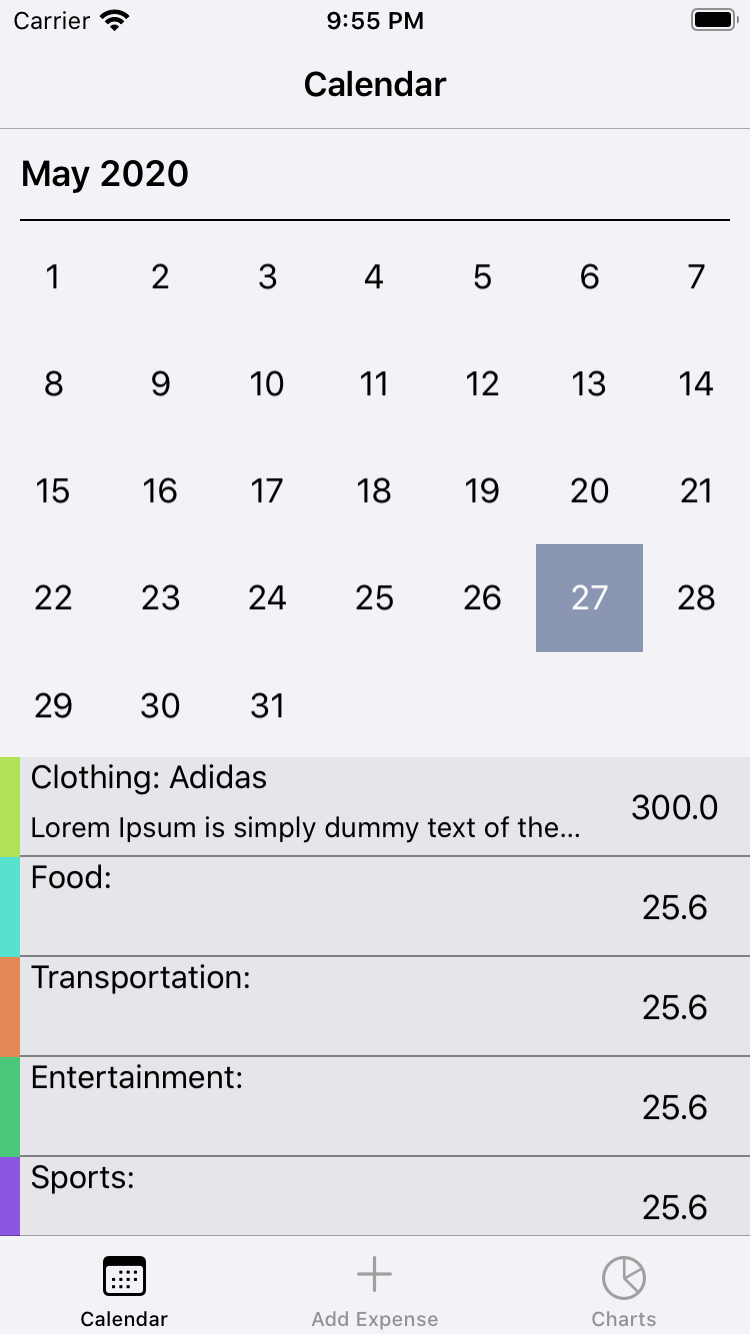 Carrier 9:55 PM
Calendar
May 2020
1 2 3 4 5 6 7
8 9 10 11 12 13 14
15 16 17 18 19 20 21
22 23 24 25 26 27 28
29 30 31
Clothing: Adidas
Lorem Ipsum is simply dummy text of the...
300.0
Food:
25.6
Transportation:
25.6
Entertainment:
25.6
Sports:
25.6
Calendar Add Expense Charts